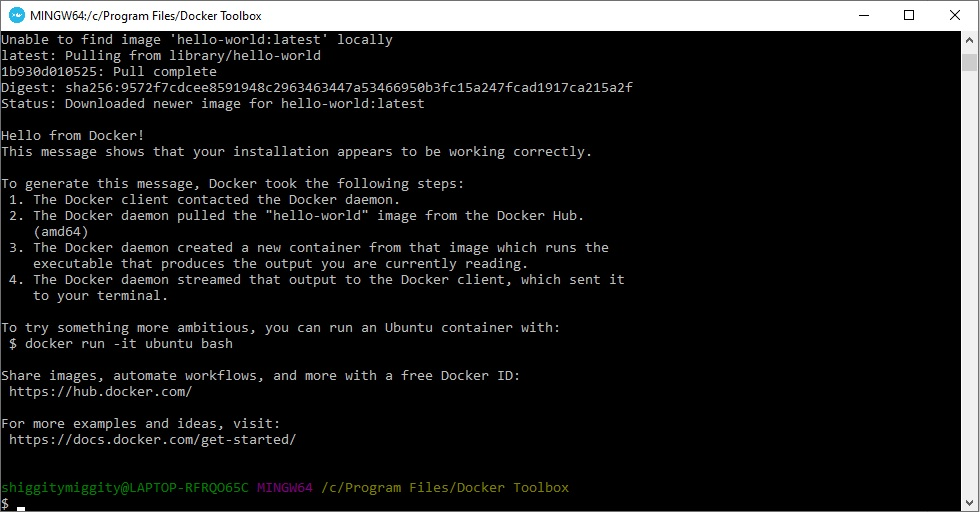 MINGW64:/c/Program Files/Docker Toolbox
Unable to find image 'hello-world:latest' locally
latest: Pulling from library/hello-world
1b930d010525: Pull complete
Digest: sha256:9572f7cdcee8591948c2963463447a53466950b3fc15a247fcad1917ca215a2f
Status: Downloaded newer image for hello-world:latest
Hello from Docker!
This message shows that your installation appears to be working correctly.
To generate this message, Docker took the following steps:
1. The Docker client contacted the Docker daemon.
2. The Docker daemon pulled the "hello-world" image from the Docker Hub.
(amd64)
3. The Docker daemon created a new container from that image which runs the
executable that produces the output you are currently reading.
4. The Docker daemon streamed that output to the Docker client, which sent it
to your terminal.
To try something more ambitious, you can run an Ubuntu container with:
$ docker run -it ubuntu bash
Share images, automate workflows, and more with a free Docker ID:
https://hub.docker.com/
For more examples and ideas, visit:
https://docs.docker.com/get-started/
shiggitymiggity@LAPTOP-RFRQO65C MINGW64 /c/Program Files/Docker Toolbox
$